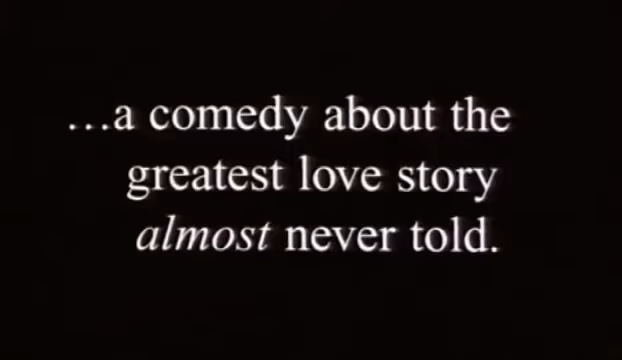 …a comedy about the
greatest love story
almost never told.